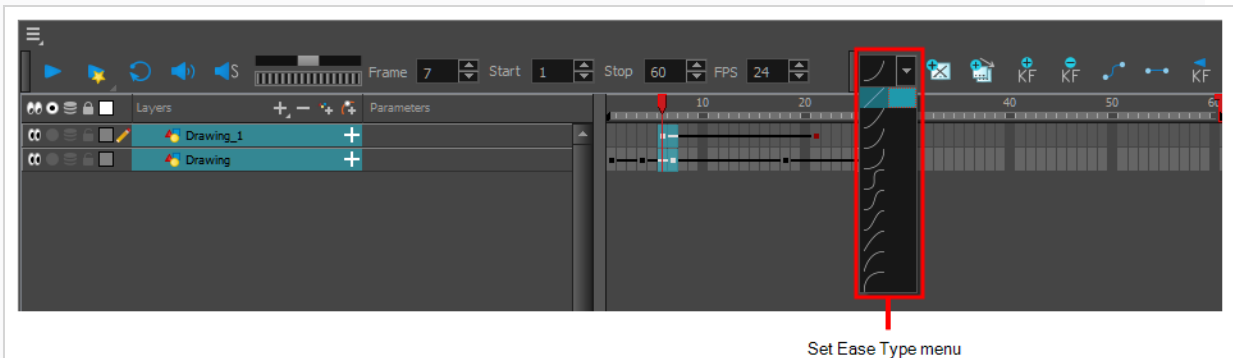 S Frame 7 Start 1 Stop 60 FPS 24 KF KF KF
Layers Parameters 10 20 40 50
Drawing_1
Drawing
Set Ease Type menu